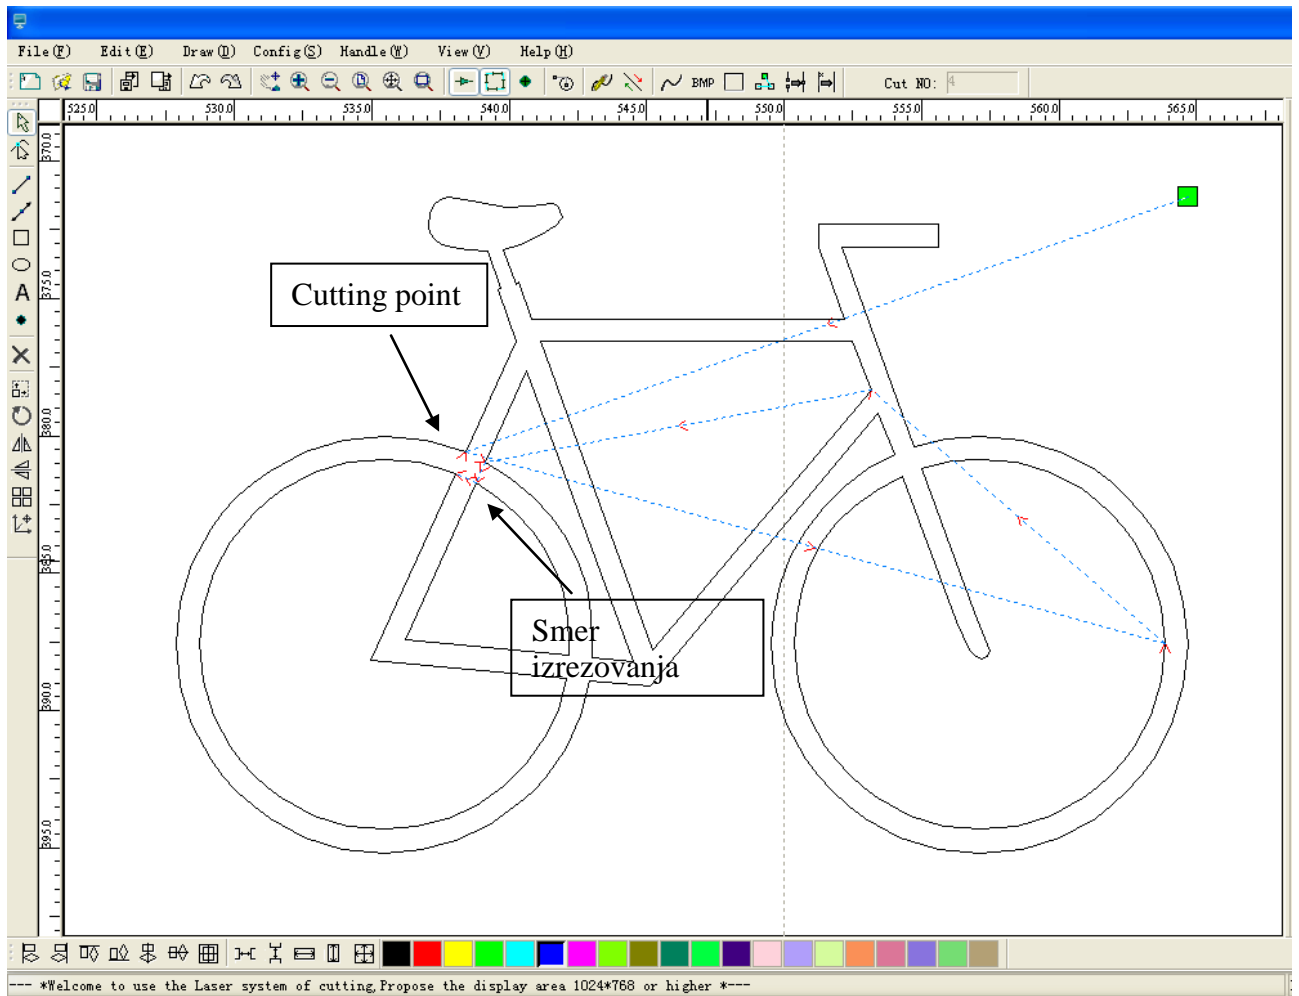 File(F) Edit(E) Draw(D) Config(S) Handle(W) View(V) Help(H)
BMP Cut NO: 4
525.0 530.0 535.0 540.0 545.0 550.0 555.0 560.0 565.0
370.0
375.0
380.0
385.0
390.0
395.0
A
Cutting point
Smer
izrezovanja
--- *Welcome to use the Laser system of cutting,Propose the display area 1024*768 or higher *---